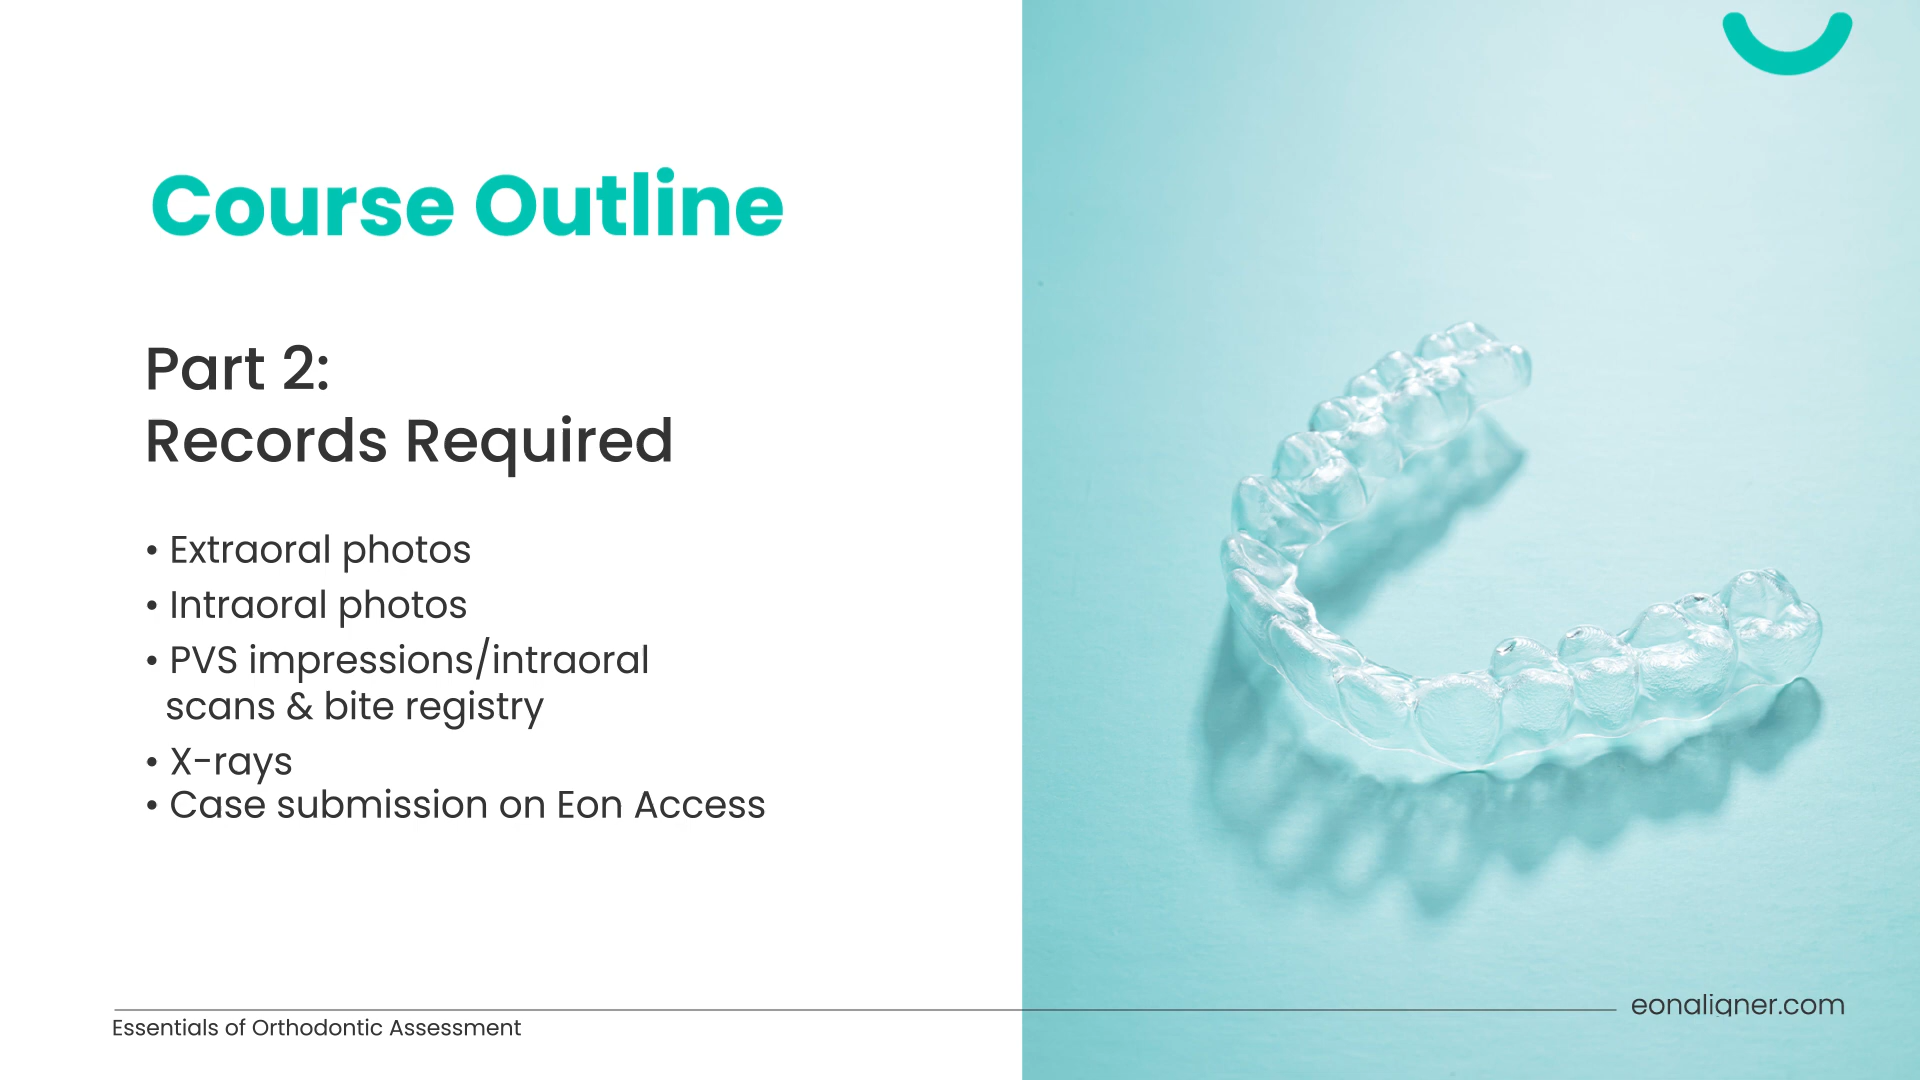 Course Outline
Part 2:
Records Required
• Extraoral photos
• Intraoral photos
• PVS impressions/intraoral
scans & bite registry
• X-rays
• Case submission on Eon Access
eonaligner.com
Essentials of Orthodontic Assessment